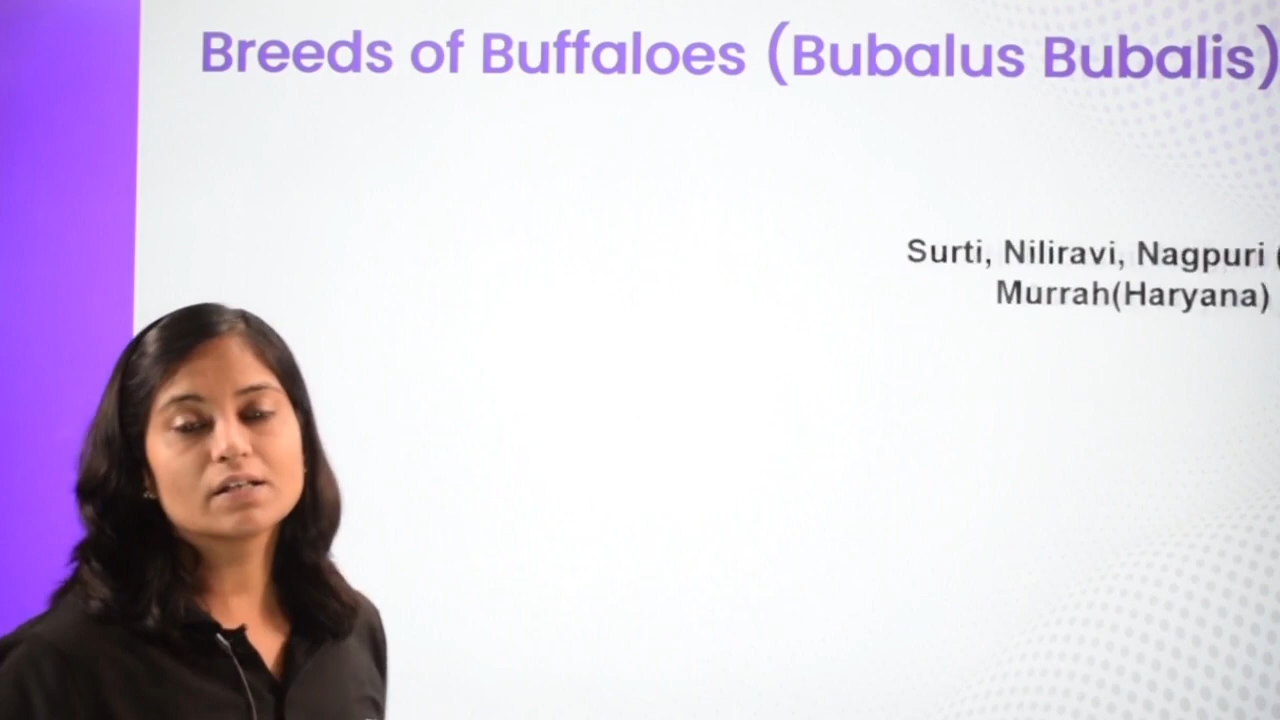 Breeds of Buffaloes (Bubalus Bubalis)
Surti, Niliravi, Nagpuri (
Murrah(Haryana)